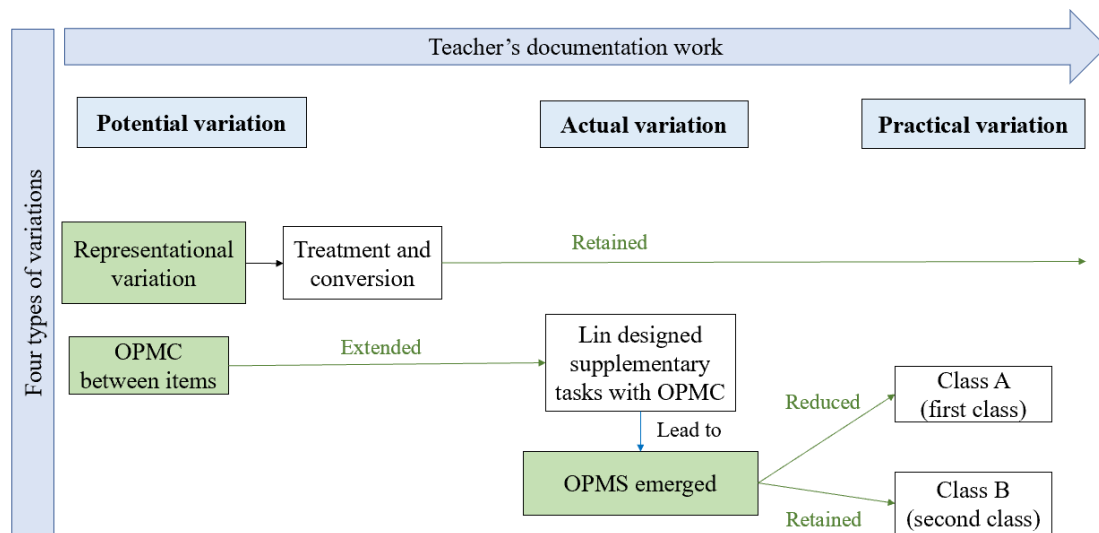 Teacher's documentation work
Four types of variations
Potential variation
Actual variation
Practical variation
Representational
variation
Treatment and
conversion
Retained
OPMC
between items
Extended
Lin designed
supplementary
tasks with OPMC
Lead to
OPMS emerged
Reduced
Class A
(first class)
Retained
Class B
(second class)